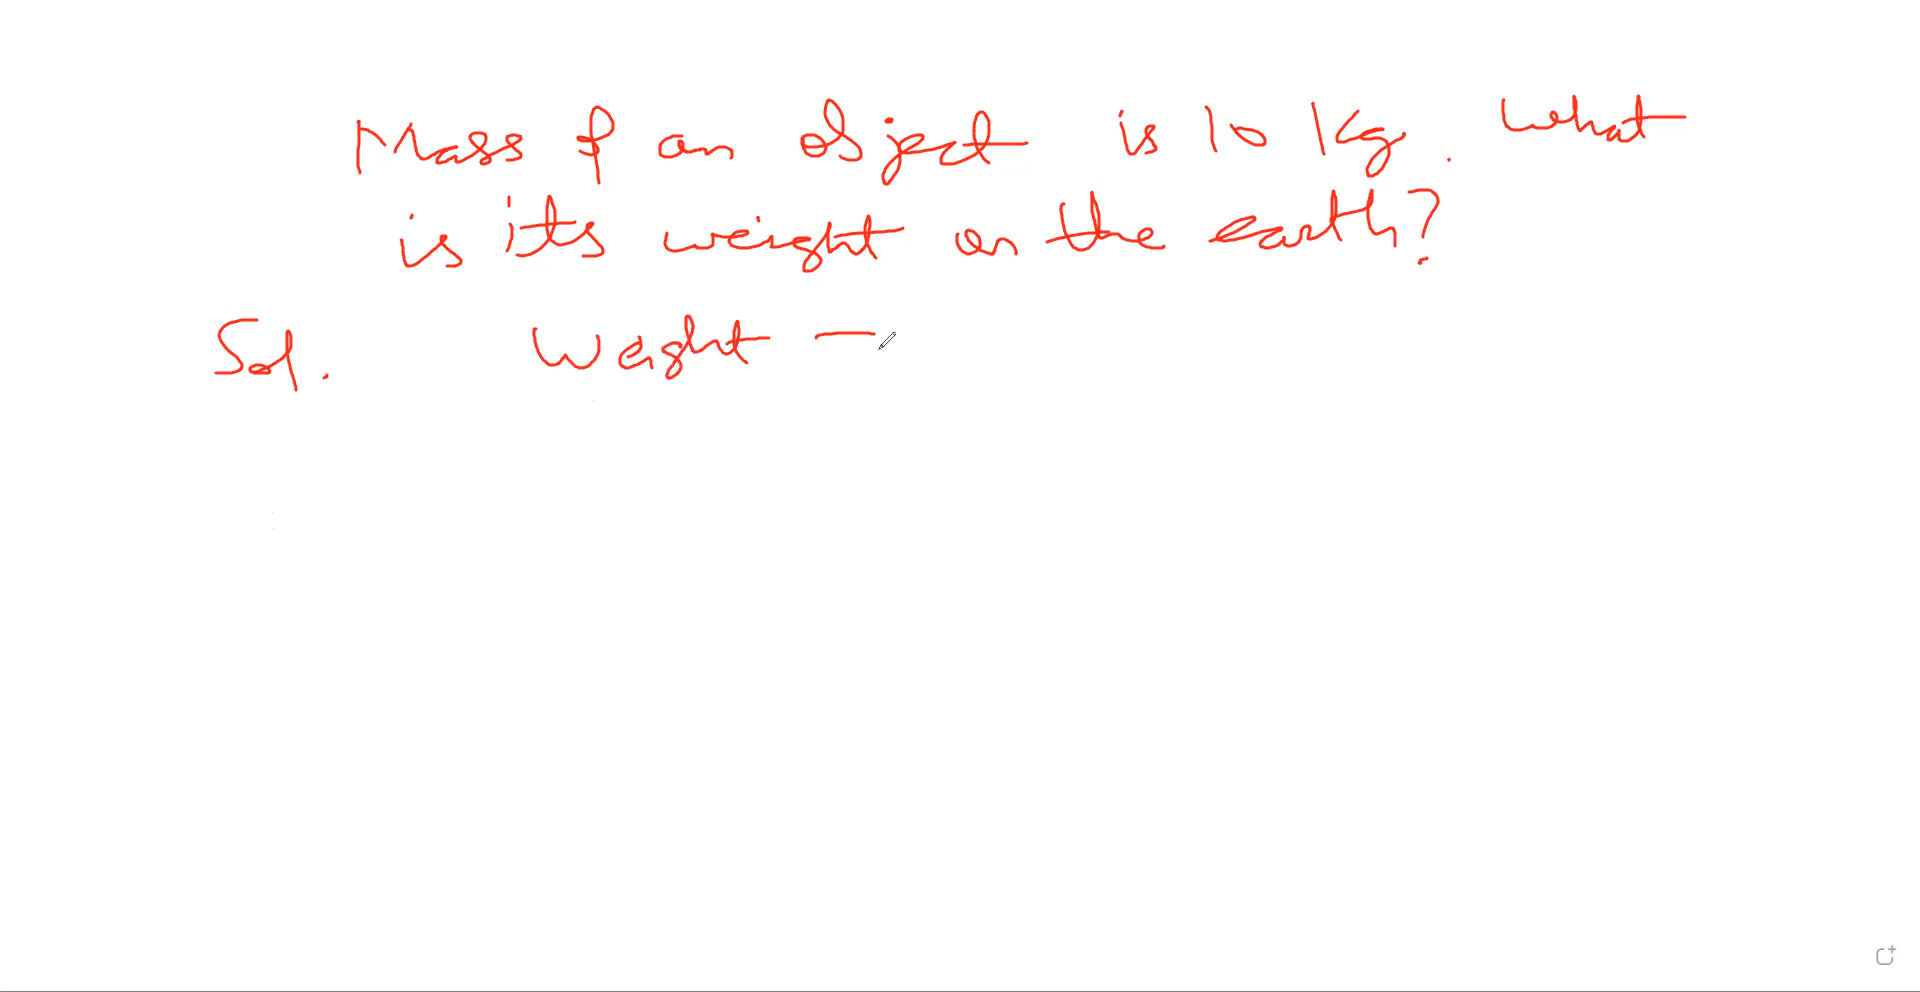 Mass of an object is 10 kg. What
is its weight on the earth?
Sol. Weight